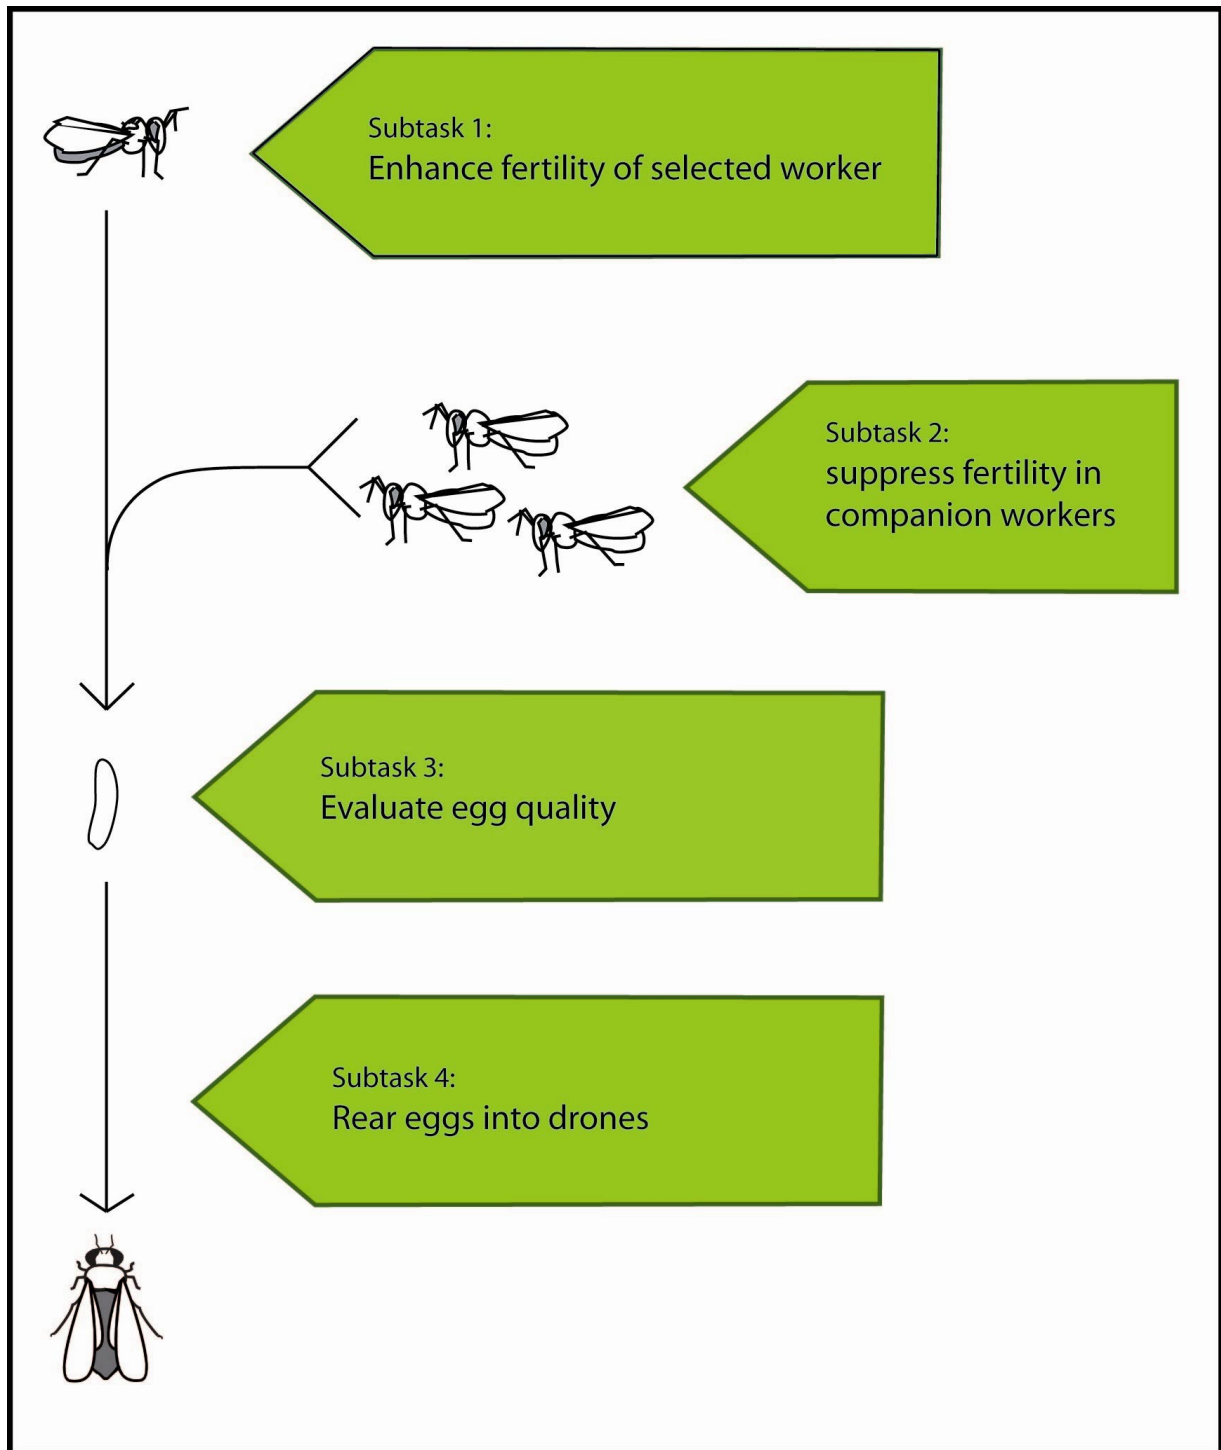 Subtask 1:
Enhance fertility of selected worker
Subtask 2:
suppress fertility in
companion workers
Subtask 3:
Evaluate egg quality
Subtask 4:
Rear eggs into drones